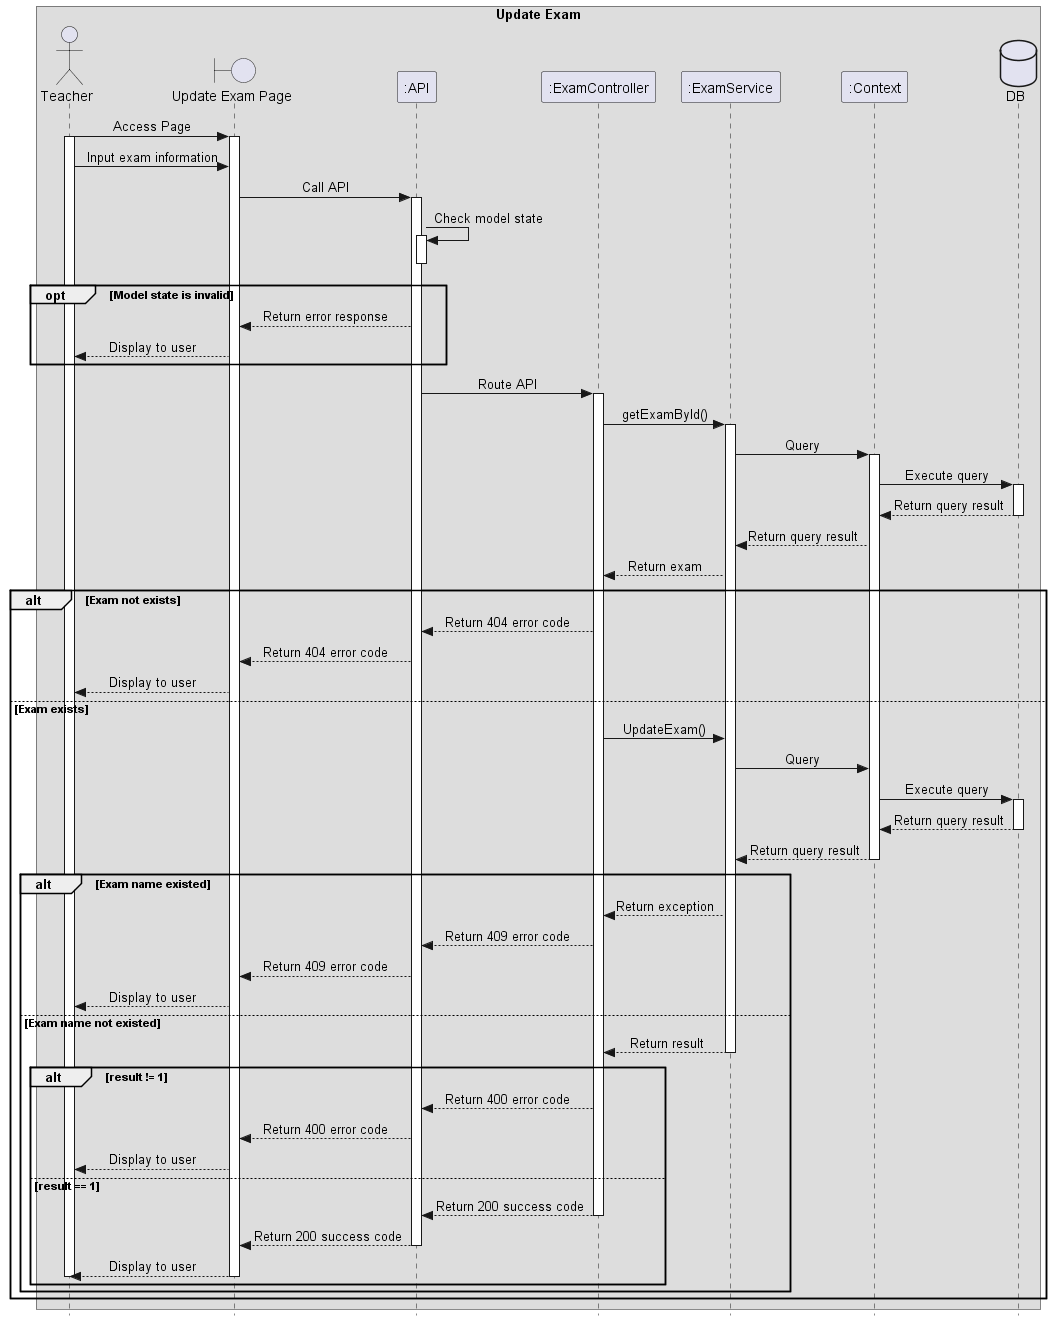 Update Exam
Teacher
Update Exam Page
:API
:ExamController
:ExamService
:Context
DB
Access Page
Input exam information
Call API
Check model state
opt
[Model state is invalid]
Return error response
Display to user
Route API
getExamById()
Query
Execute query
Return query result
Return query result
Return exam
alt
[Exam not exists]
Return 404 error code
Return 404 error code
Display to user
[Exam exists]
UpdateExam()
Query
Execute query
Return query result
Return query result
alt
[Exam name existed]
Return exception
Return 409 error code
Return 409 error code
Display to user
[Exam name not existed]
Return result
alt
[result != 1]
Return 400 error code
Return 400 error code
Display to user
[result == 1]
Return 200 success code
Return 200 success code
Display to user